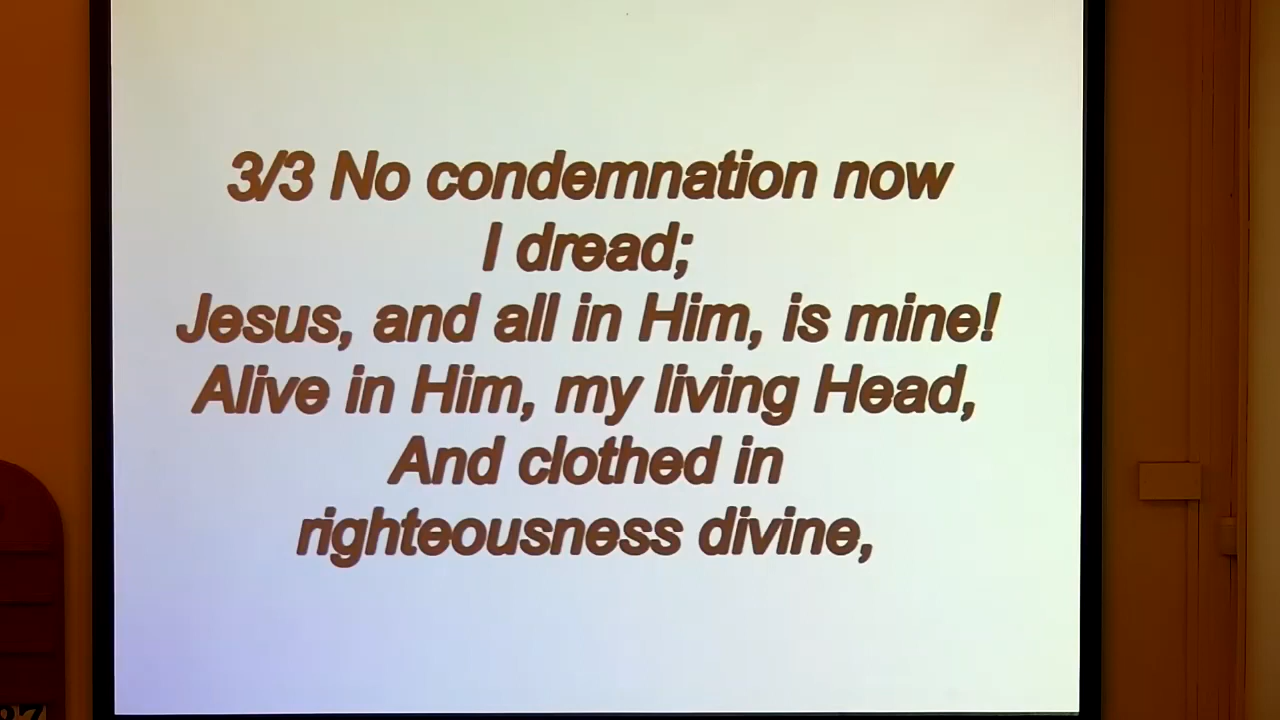 3/3 No condemnation now
I dread;
Jesus, and all in Him, is mine!
Alive in Him, my living Head,
And clothed in
righteousness divine,